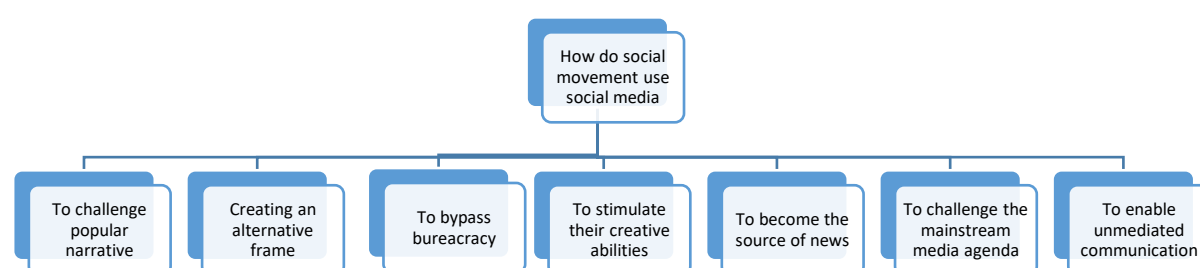 How do social
movement use
social media
To challenge
popular
narrative
Creating an
alternative
frame
To bypass
bureacracy
To stimulate
their creative
abilities
To become the
source of news
To challenge the
mainstream
media agenda
To enable
unmediated
communication